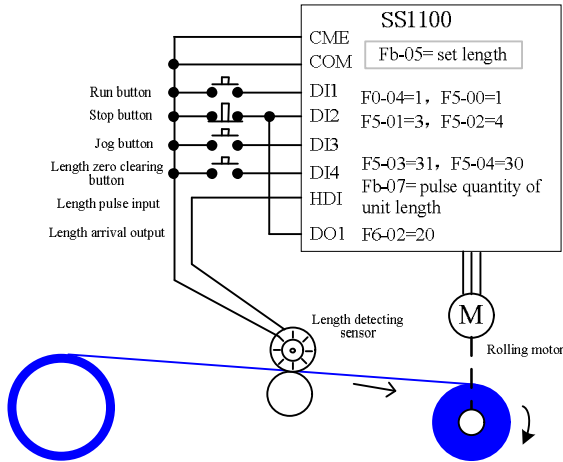 SS1100
CME
Fb-05= set length
COM
Run button
DI1
F0-04=1, F5-00=1
Stop button
DI2
F5-01=3, F5-02=4
Jog button
DI3
Length zero clearing
button
DI4
F5-03=31, F5-04=30
Length pulse input
HDI
Fb-07= pulse quantity of
unit length
Length arrival output
DO1
F6-02=20
M
Length detecting
sensor
Rolling motor